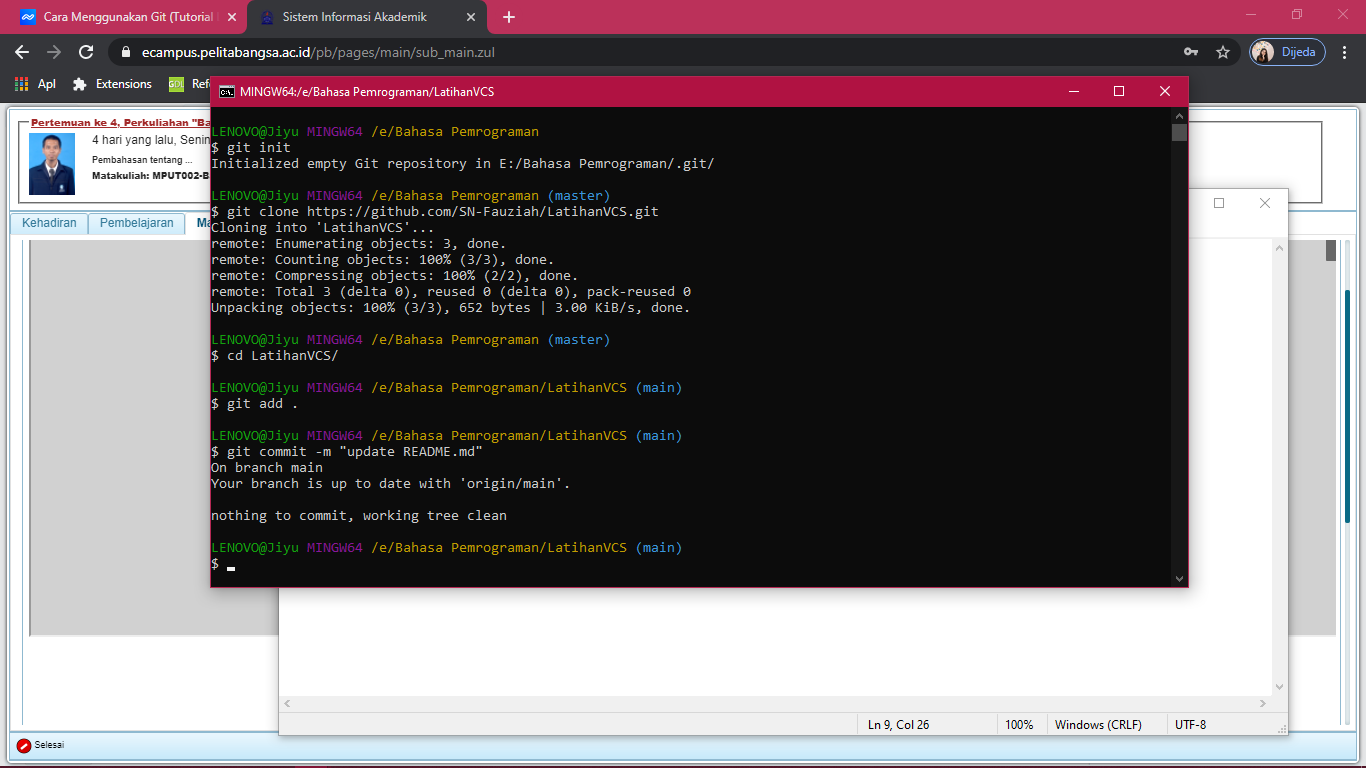 Cara Menggunakan Git (Tutorial
Sistem Informasi Akademik
ecampus.pelitabangsa.ac.id/pb/pages/main/sub_main.zul
Dijeda
Apl
Extensions
GDL
Ref
MINGW64:/e/Bahasa Pemrograman/LatihanVCS
Pertemuan ke 4, Perkuliahan "Ba
4 hari yang lalu, Senin
Pembahasan tentang ...
Matakuliah: MPUT002-B
Kehadiran
Pembelajaran
Ma
LENOVO@Jiyu MINGW64 /e/Bahasa Pemrograman
$ git init
Initialized empty Git repository in E:/Bahasa Pemrograman/.git/
LENOVO@Jiyu MINGW64 /e/Bahasa Pemrograman (master)
$ git clone https://github.com/SN-Fauziah/LatihanVCS.git
Cloning into 'LatihanVCS'...
remote: Enumerating objects: 3, done.
remote: Counting objects: 100% (3/3), done.
remote: Compressing objects: 100% (2/2), done.
remote: Total 3 (delta 0), reused 0 (delta 0), pack-reused 0
Unpacking objects: 100% (3/3), 652 bytes | 3.00 KiB/s, done.
LENOVO@Jiyu MINGW64 /e/Bahasa Pemrograman (master)
$ cd LatihanVCS/
LENOVO@Jiyu MINGW64 /e/Bahasa Pemrograman/LatihanVCS (main)
$ git add .
LENOVO@Jiyu MINGW64 /e/Bahasa Pemrograman/LatihanVCS (main)
$ git commit -m "update README.md"
On branch main
Your branch is up to date with 'origin/main'.
nothing to commit, working tree clean
LENOVO@Jiyu MINGW64 /e/Bahasa Pemrograman/LatihanVCS (main)
$
Ln 9, Col 26
100%
Windows (CRLF)
UTF-8
Selesai